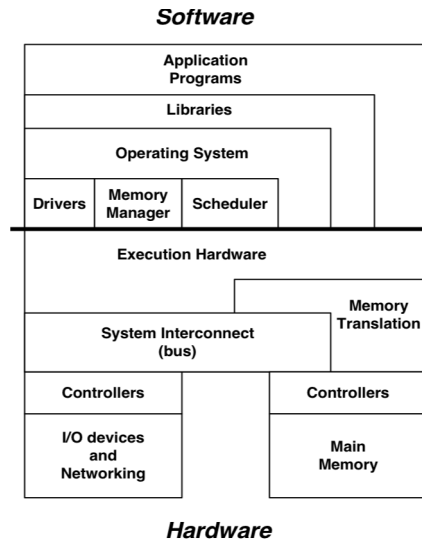 Software
Application
Programs
Libraries
Operating System
Drivers
Memory
Manager
Scheduler
Execution Hardware
Memory
Translation
System Interconnect
(bus)
Controllers
Controllers
I/O devices
and
Networking
Main
Memory
Hardware